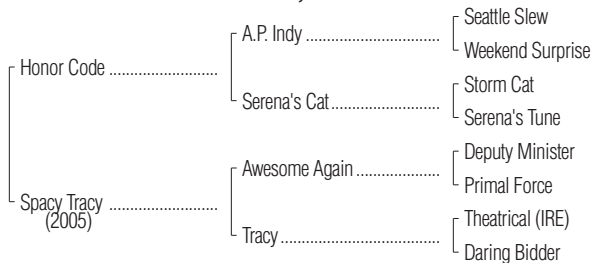 Seattle Slew
A.P. Indy ..............................
Weekend Surprise
Honor Code ........................
Storm Cat
Serena's Cat........................
Serena's Tune
Deputy Minister
Awesome Again ...................
Primal Force
Spacy Tracy ........................
(2005)
Theatrical (IRE)
Tracy....................................
Daring Bidder